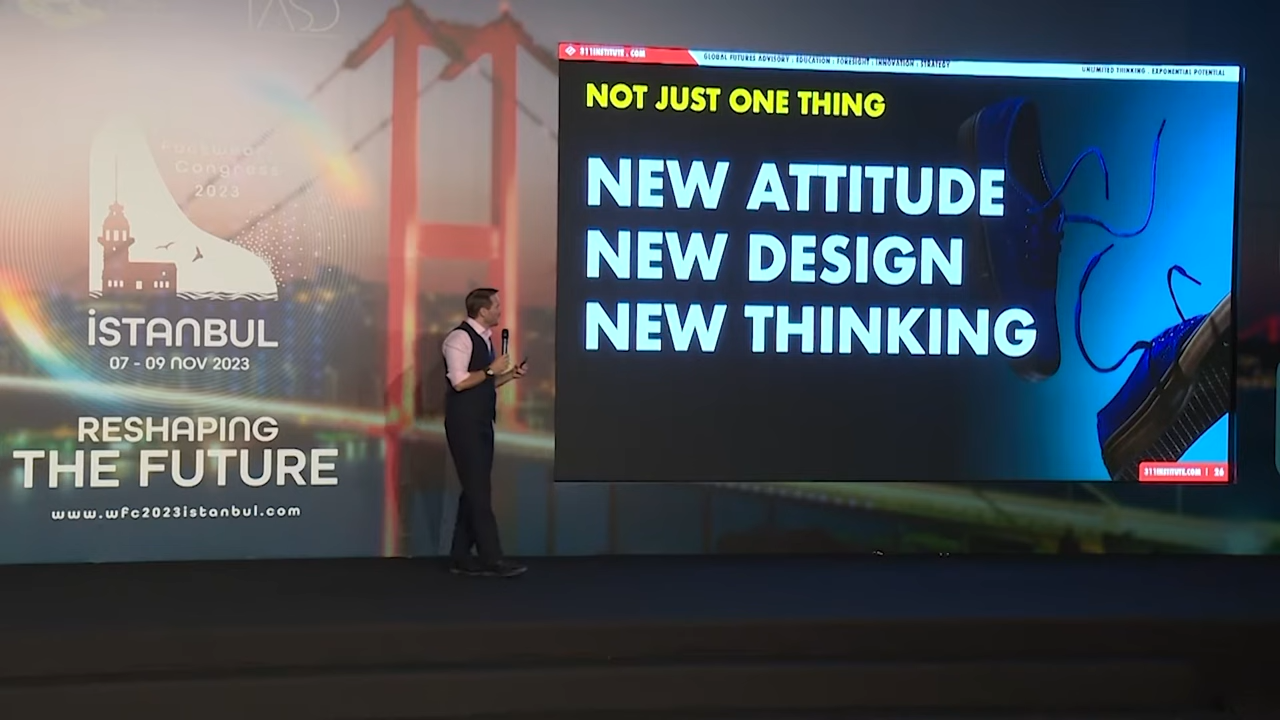 TASD
Footwear
Congress
2023
İSTANBUL
07 - 09 NOV 2023
RESHAPING
THE FUTURE
www.wfc2023istanbul.com
311INSTITUTE . COM
GLOBAL FUTURES ADVISORY . EDUCATION . FORESIGHT . INNOVATION . STRATEGY
UNLIMITED THINKING . EXPONENTIAL POTENTIAL
NOT JUST ONE THING
NEW ATTITUDE
NEW DESIGN
NEW THINKING
311INSTITUTE.COM | 26